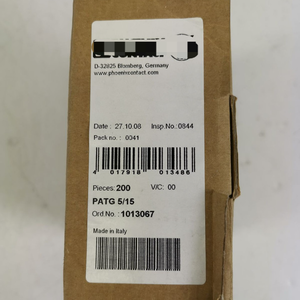 D-32825 Blomberg, Germany
www.phoenixcontact.com
Date : 27.10.08 Insp.No.:0844
Pack no.: 0041
4 017918 013486
Pieces: 200 V/C: 00
PATG 5/15
Ord No.: 1013067
Made in Italy